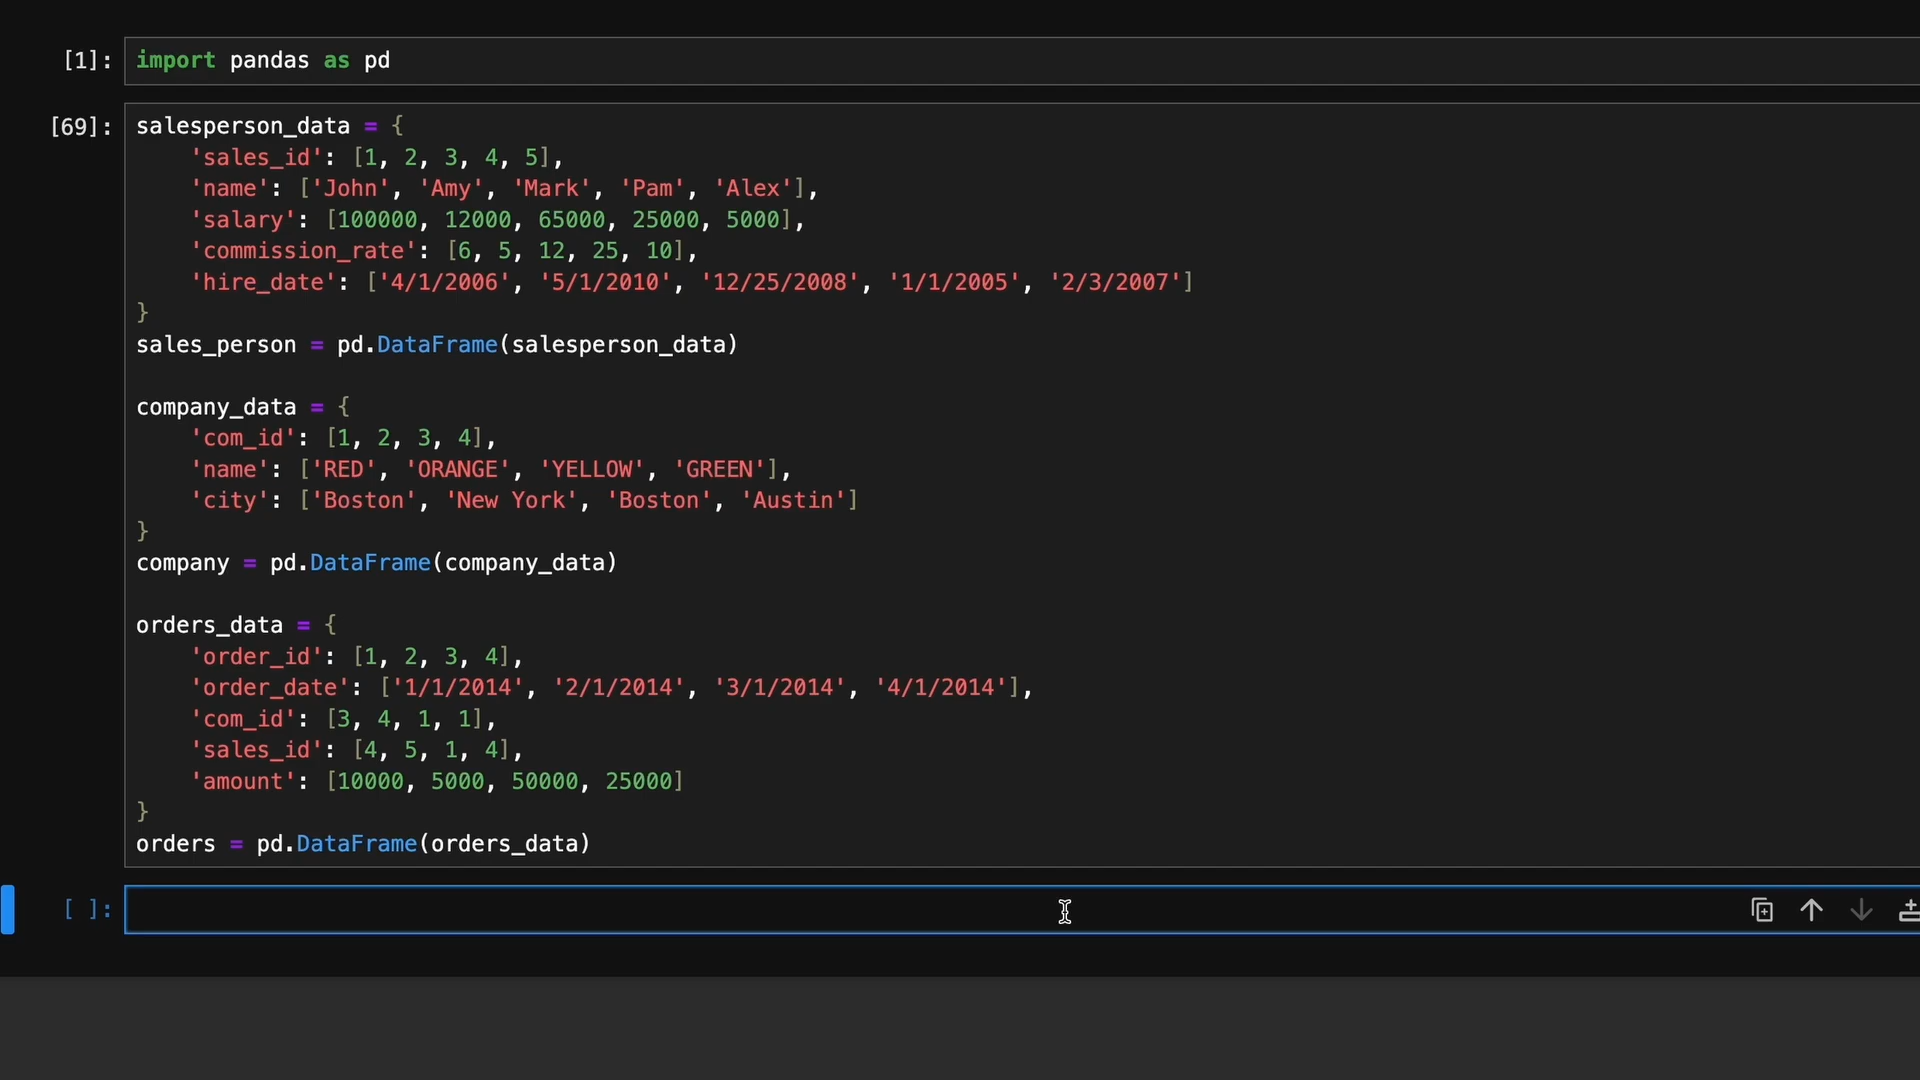 [1]: import pandas as pd
[69]: salesperson_data = {
    'sales_id': [1, 2, 3, 4, 5],
    'name': ['John', 'Amy', 'Mark', 'Pam', 'Alex'],
    'salary': [100000, 12000, 65000, 25000, 5000],
    'commission_rate': [6, 5, 12, 25, 10],
    'hire_date': ['4/1/2006', '5/1/2010', '12/25/2008', '1/1/2005', '2/3/2007']
}
sales_person = pd.DataFrame(salesperson_data)

company_data = {
    'com_id': [1, 2, 3, 4],
    'name': ['RED', 'ORANGE', 'YELLOW', 'GREEN'],
    'city': ['Boston', 'New York', 'Boston', 'Austin']
}
company = pd.DataFrame(company_data)

orders_data = {
    'order_id': [1, 2, 3, 4],
    'order_date': ['1/1/2014', '2/1/2014', '3/1/2014', '4/1/2014'],
    'com_id': [3, 4, 1, 1],
    'sales_id': [4, 5, 1, 4],
    'amount': [10000, 5000, 50000, 25000]
}
orders = pd.DataFrame(orders_data)
[ ]: